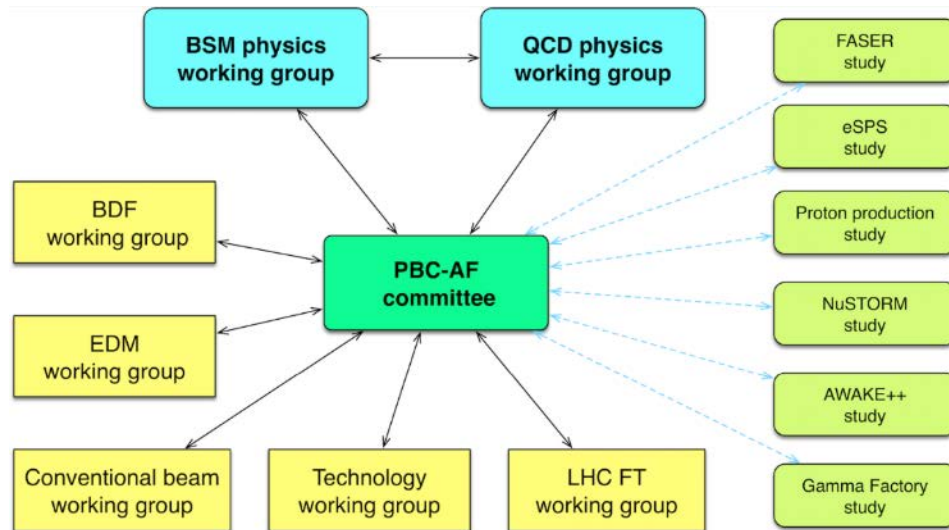 BSM physics
working group
QCD physics
working group
FASER
study
eSPS
study
BDF
working group
Proton production
study
PBC-AF
committee
NuSTORM
study
EDM
working group
AWAKE++
study
Conventional beam
working group
Technology
working group
LHC FT
working group
Gamma Factory
study